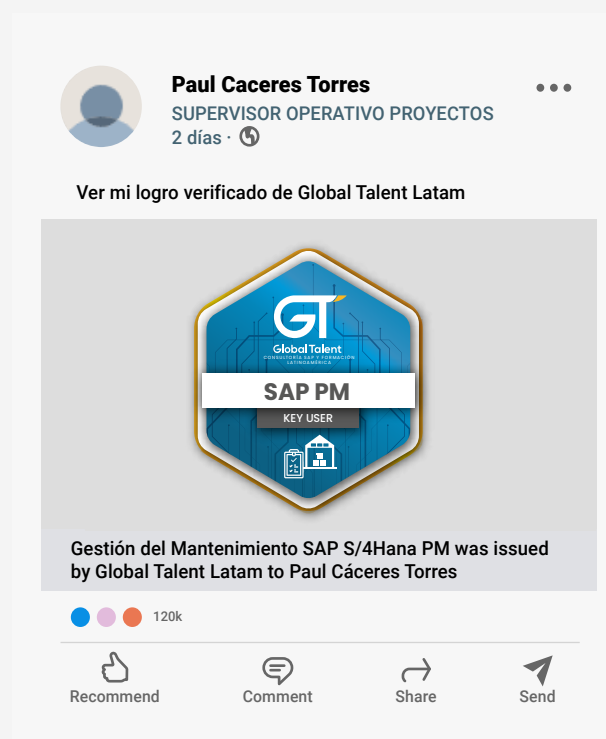 Paul Caceres Torres
SUPERVISOR OPERATIVO PROYECTOS
2 días ·
Ver mi logro verificado de Global Talent Latam
GT
Global Talent
CONSULTORÍA SAP Y FORMACIÓN
LATINOAMÉRICA
SAP PM
KEY USER
Gestión del Mantenimiento SAP S/4Hana PM was issued
by Global Talent Latam to Paul Cáceres Torres
120k
Recommend Comment Share Send